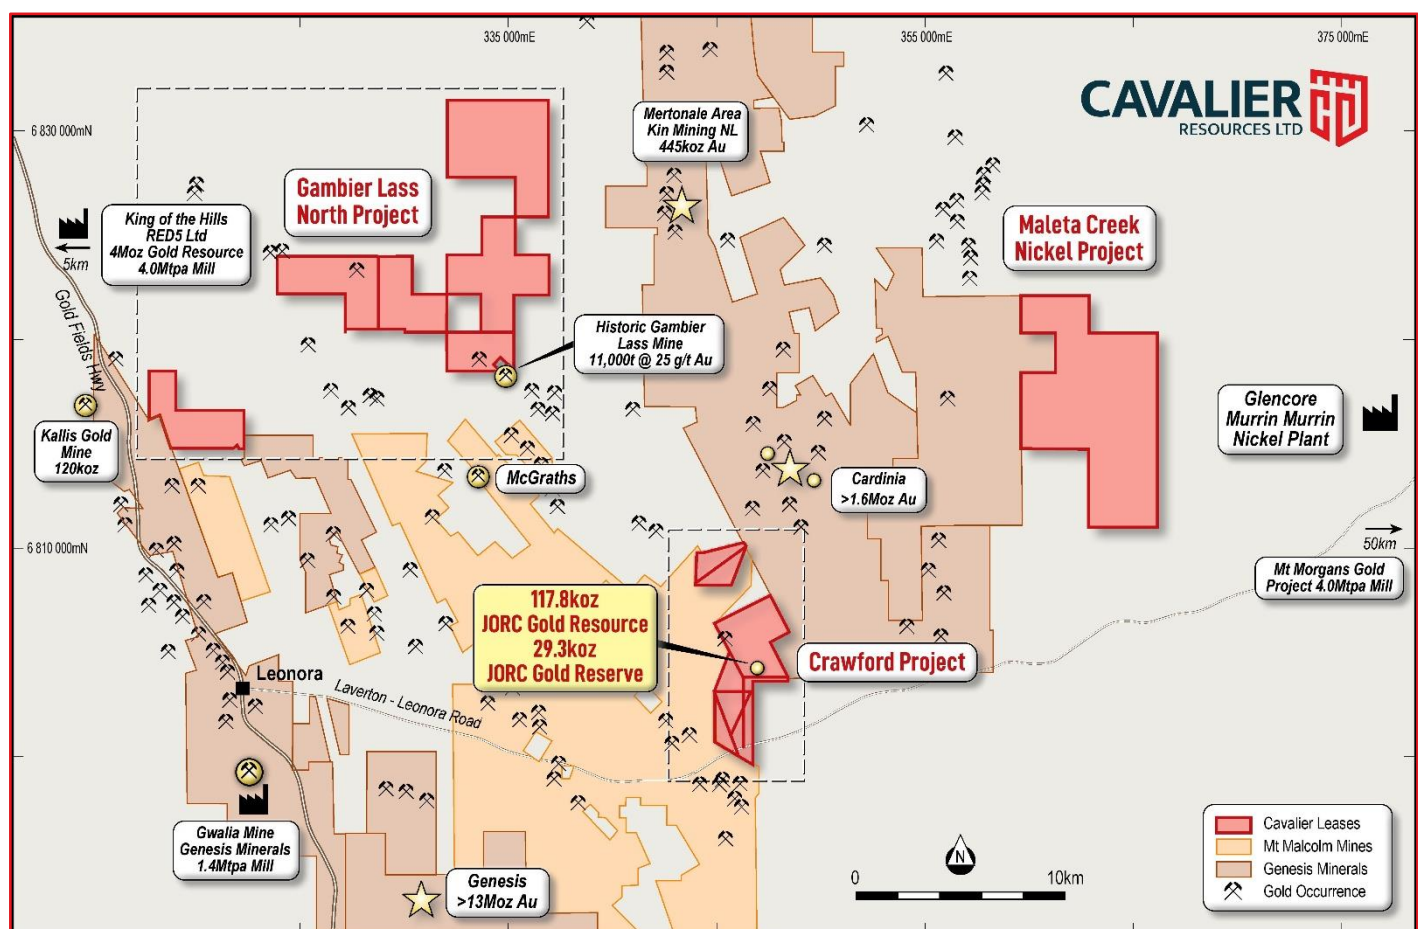 335 000mE
355 000mE
375 000mE
CAVALIER
RESOURCES LTD
6 830 000mN
Mertonale Area
Kin Mining NL
445koz Au
Gambier Lass
North Project
King of the Hills
RED5 Ltd
4Moz Gold Resource
4.0Mtpa Mill
5km
Maleta Creek
Nickel Project
Gold Fields Hwy
Historic Gambier
Lass Mine
11,000t @ 25 g/t Au
Glencore
Murrin Murrin
Nickel Plant
Kallis Gold
Mine
120koz
McGraths
Cardinia
>1.6Moz Au
6 810 000mN
50km
Mt Morgans Gold
Project 4.0Mtpa Mill
117.8koz
JORC Gold Resource
29.3koz
JORC Gold Reserve
Crawford Project
Leonora
Laverton - Leonora Road
Gwalia Mine
Genesis Minerals
1.4Mtpa Mill
Genesis
>13Moz Au
N
0
10km
Cavalier Leases
Mt Malcolm Mines
Genesis Minerals
Gold Occurrence